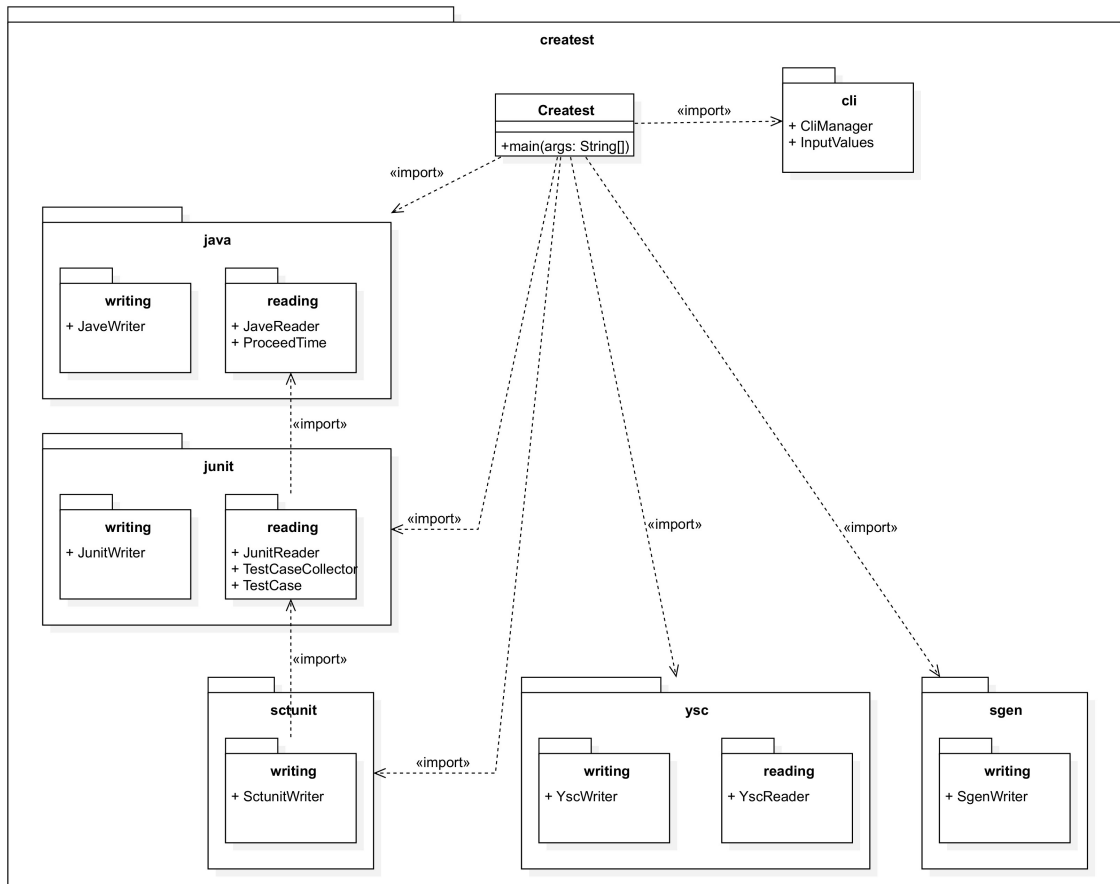 createst
Createst
+main(args: String[])
«import»
cli
+ CliManager
+ InputValues
«import»
java
writing
+ JaveWriter
reading
+ JaveReader
+ ProceedTime
«import»
junit
writing
+ JunitWriter
reading
+ JunitReader
+ TestCaseCollector
+ TestCase
«import»
«import»
«import»
«import»
sctunit
writing
+ SctunitWriter
«import»
ysc
writing
+ YscWriter
reading
+ YscReader
sgen
writing
+ SgenWriter